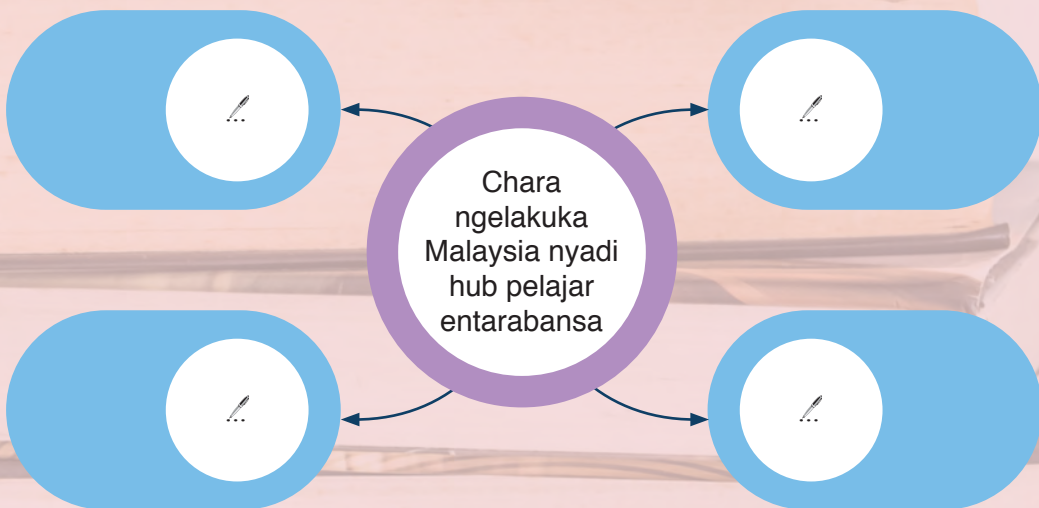 Chara
ngelakuka
Malaysia nyadi
hub pelajar
entarabansa